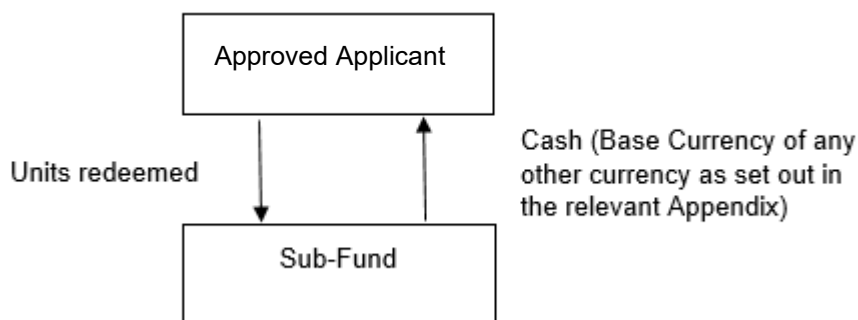 Approved Applicant
Units redeemed
Cash (Base Currency of any
other currency as set out in
the relevant Appendix)
Sub-Fund